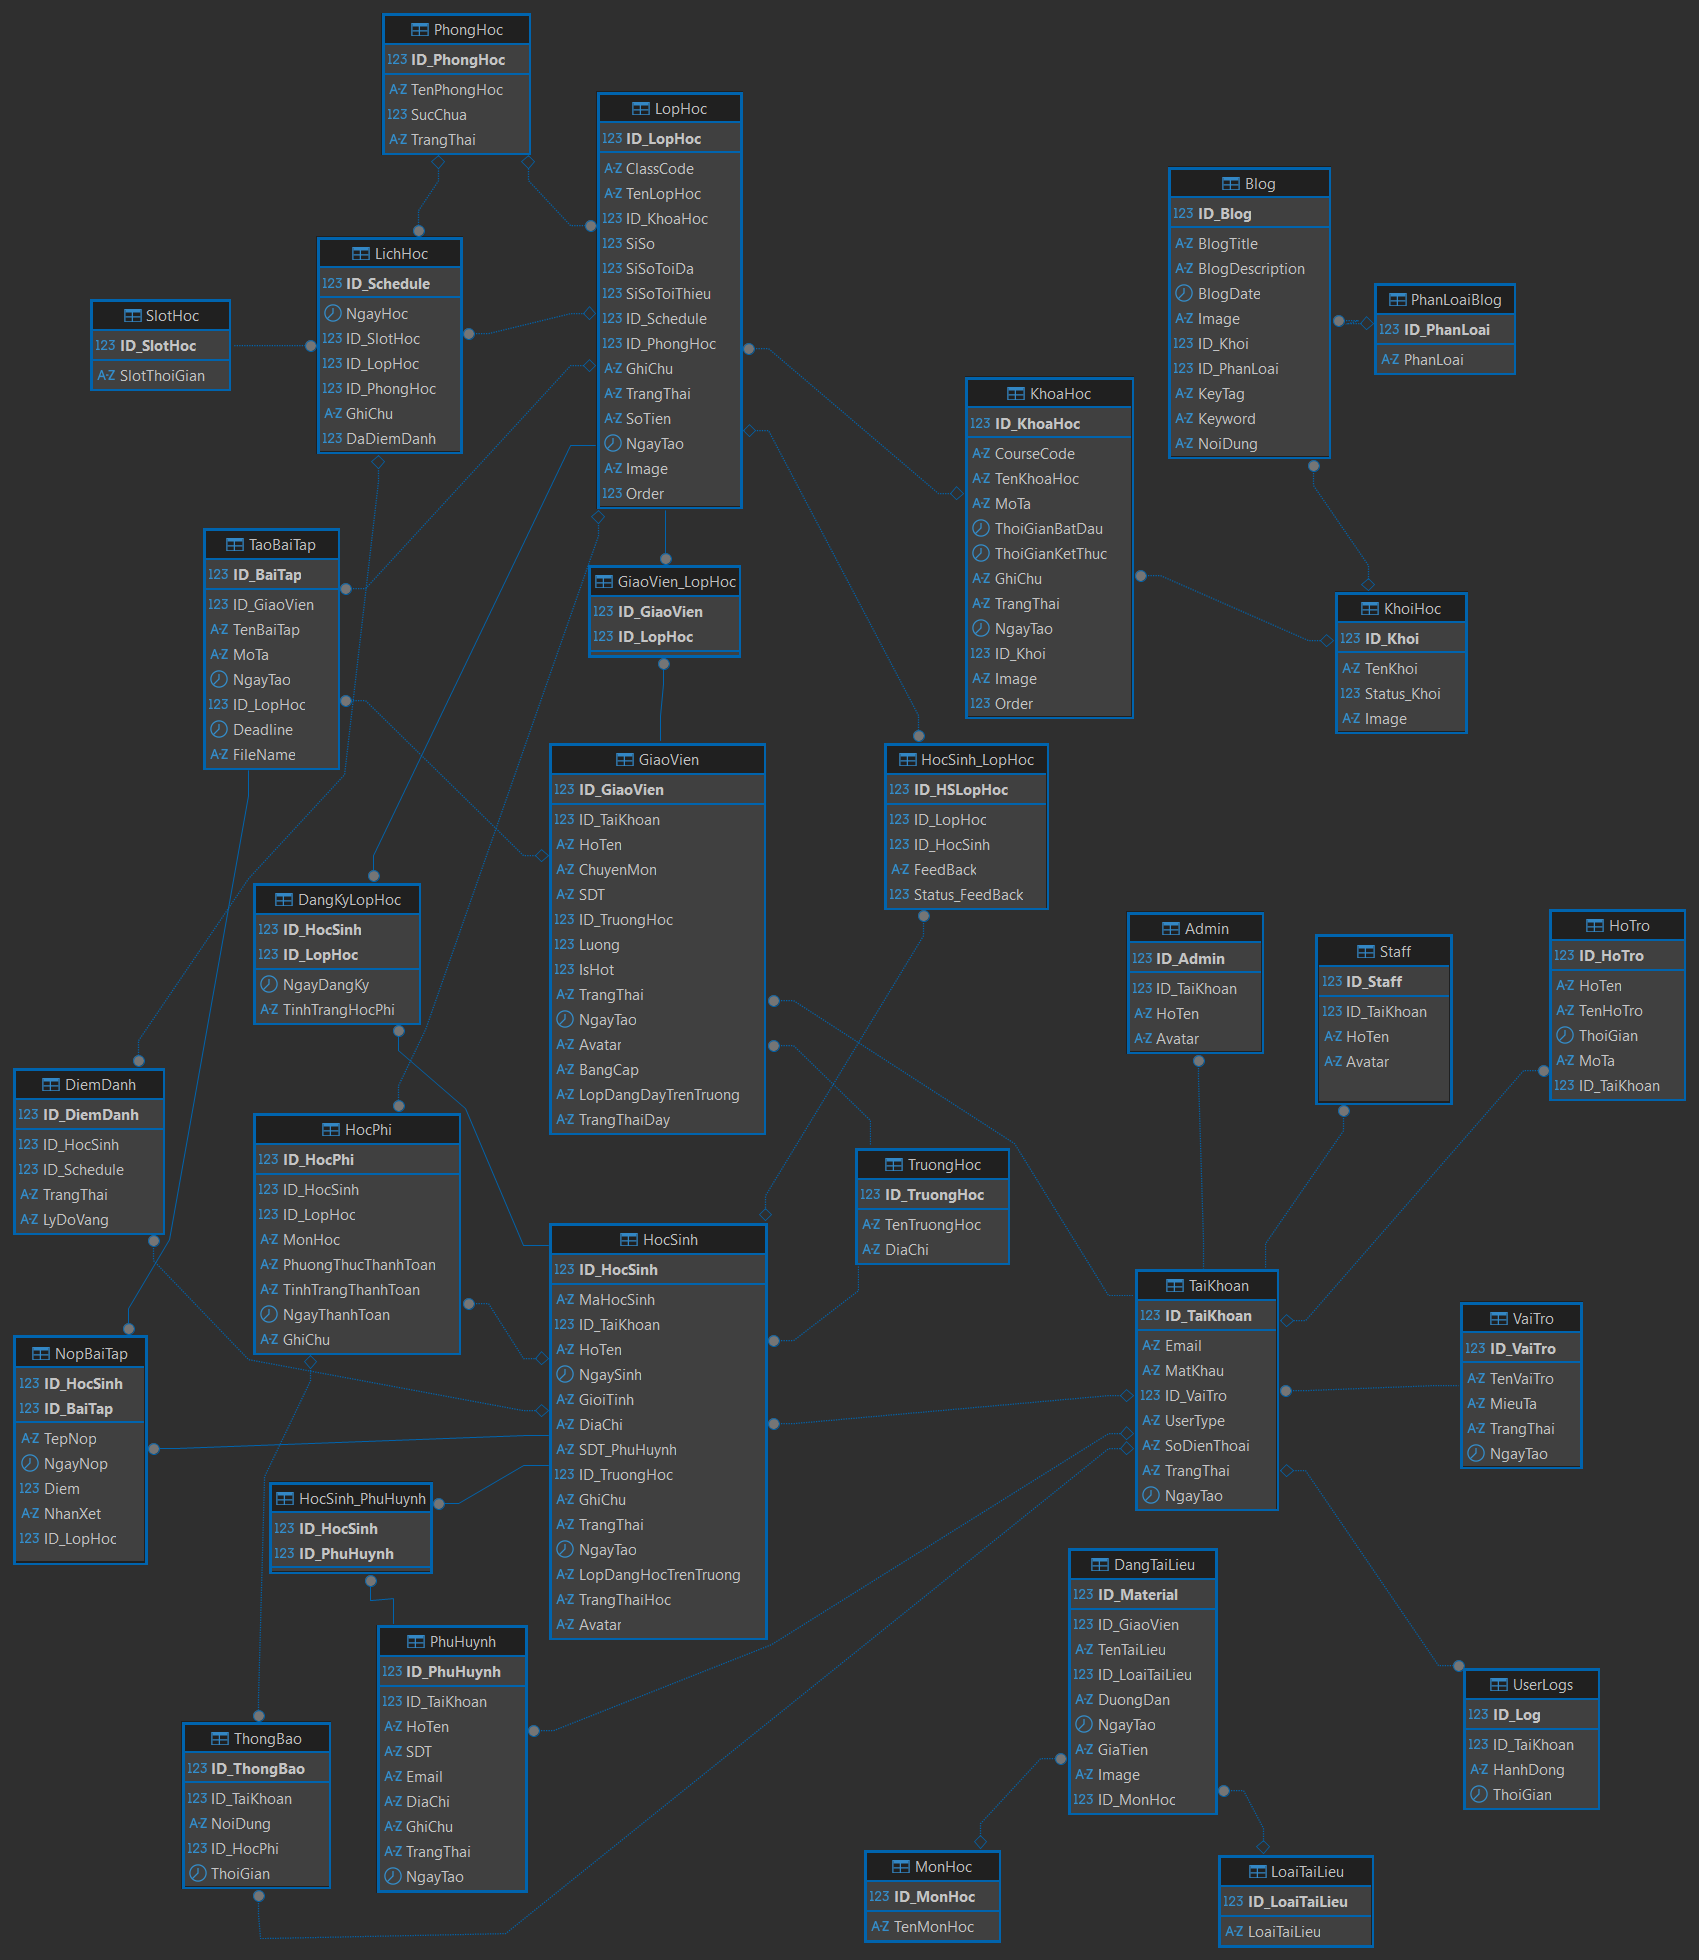 PhongHoc
123 ID_PhongHoc
A-Z TenPhongHoc
123 SucChua
A-Z TrangThai
LopHoc
123 ID_LopHoc
A-Z ClassCode
A-Z TenLopHoc
123 ID_KhoaHoc
123 SiSo
123 SiSoToiDa
123 SiSoToiThieu
123 ID_Schedule
123 ID_PhongHoc
A-Z GhiChu
A-Z TrangThai
A-Z SoTien
NgayTao
A-Z Image
123 Order
Blog
123 ID_Blog
A-Z BlogTitle
A-Z BlogDescription
BlogDate
A-Z Image
123 ID_Khoi
123 ID_PhanLoai
A-Z KeyTag
A-Z Keyword
A-Z NoiDung
PhanLoaiBlog
123 ID_PhanLoai
A-Z PhanLoai
LichHoc
123 ID_Schedule
NgayHoc
123 ID_SlotHoc
123 ID_LopHoc
123 ID_PhongHoc
A-Z GhiChu
123 DaDiemDanh
SlotHoc
123 ID_SlotHoc
A-Z SlotThoiGian
KhoaHoc
123 ID_KhoaHoc
A-Z CourseCode
A-Z TenKhoaHoc
A-Z MoTa
ThoiGianBatDau
ThoiGianKetThuc
A-Z GhiChu
A-Z TrangThai
NgayTao
123 ID_Khoi
A-Z Image
123 Order
KhoiHoc
123 ID_Khoi
A-Z TenKhoi
123 Status_Khoi
A-Z Image
TaoBaiTap
123 ID_BaiTap
123 ID_GiaoVien
A-Z TenBaiTap
A-Z MoTa
NgayTao
123 ID_LopHoc
Deadline
A-Z FileName
GiaoVien_LopHoc
123 ID_GiaoVien
123 ID_LopHoc
GiaoVien
123 ID_GiaoVien
123 ID_TaiKhoan
A-Z HoTen
A-Z ChuyenMon
A-Z SDT
123 ID_TruongHoc
123 Luong
123 IsHot
A-Z TrangThai
NgayTao
A-Z Avatar
A-Z BangCap
A-Z LopDangDayTrenTruong
A-Z TrangThaiDay
HocSinh_LopHoc
123 ID_HSLopHoc
123 ID_LopHoc
123 ID_HocSinh
A-Z FeedBack
123 Status_FeedBack
DangKyLopHoc
123 ID_HocSinh
123 ID_LopHoc
NgayDangKy
A-Z TinhTrangHocPhi
Admin
123 ID_Admin
123 ID_TaiKhoan
A-Z HoTen
A-Z Avatar
Staff
123 ID_Staff
123 ID_TaiKhoan
A-Z HoTen
A-Z Avatar
HoTro
123 ID_HoTro
A-Z HoTen
A-Z TenHoTro
ThoiGian
A-Z MoTa
123 ID_TaiKhoan
DiemDanh
123 ID_DiemDanh
123 ID_HocSinh
123 ID_Schedule
A-Z TrangThai
A-Z LyDoVang
HocPhi
123 ID_HocPhi
123 ID_HocSinh
123 ID_LopHoc
A-Z MonHoc
A-Z PhuongThucThanhToan
A-Z TinhTrangThanhToan
NgayThanhToan
A-Z GhiChu
TruongHoc
123 ID_TruongHoc
A-Z TenTruongHoc
A-Z DiaChi
HocSinh
123 ID_HocSinh
A-Z MaHocSinh
123 ID_TaiKhoan
A-Z HoTen
NgaySinh
A-Z GioiTinh
A-Z DiaChi
A-Z SDT_PhuHuynh
123 ID_TruongHoc
A-Z GhiChu
A-Z TrangThai
NgayTao
A-Z LopDangHocTrenTruong
A-Z TrangThaiHoc
A-Z Avatar
TaiKhoan
123 ID_TaiKhoan
A-Z Email
A-Z MatKhau
123 ID_VaiTro
A-Z UserType
A-Z SoDienThoai
A-Z TrangThai
NgayTao
VaiTro
123 ID_VaiTro
A-Z TenVaiTro
A-Z MieuTa
A-Z TrangThai
NgayTao
NopBaiTap
123 ID_HocSinh
123 ID_BaiTap
A-Z TepNop
NgayNop
123 Diem
A-Z NhanXet
123 ID_LopHoc
HocSinh_PhuHuynh
123 ID_HocSinh
123 ID_PhuHuynh
PhuHuynh
123 ID_PhuHuynh
123 ID_TaiKhoan
A-Z HoTen
A-Z SDT
A-Z Email
A-Z DiaChi
A-Z GhiChu
A-Z TrangThai
NgayTao
DangTaiLieu
123 ID_Material
123 ID_GiaoVien
A-Z TenTaiLieu
123 ID_LoaiTaiLieu
A-Z DuongDan
NgayTao
A-Z GiaTien
A-Z Image
123 ID_MonHoc
UserLogs
123 ID_Log
123 ID_TaiKhoan
A-Z HanhDong
ThoiGian
ThongBao
123 ID_ThongBao
123 ID_TaiKhoan
A-Z NoiDung
123 ID_HocPhi
ThoiGian
MonHoc
123 ID_MonHoc
A-Z TenMonHoc
LoaiTaiLieu
123 ID_LoaiTaiLieu
A-Z LoaiTaiLieu